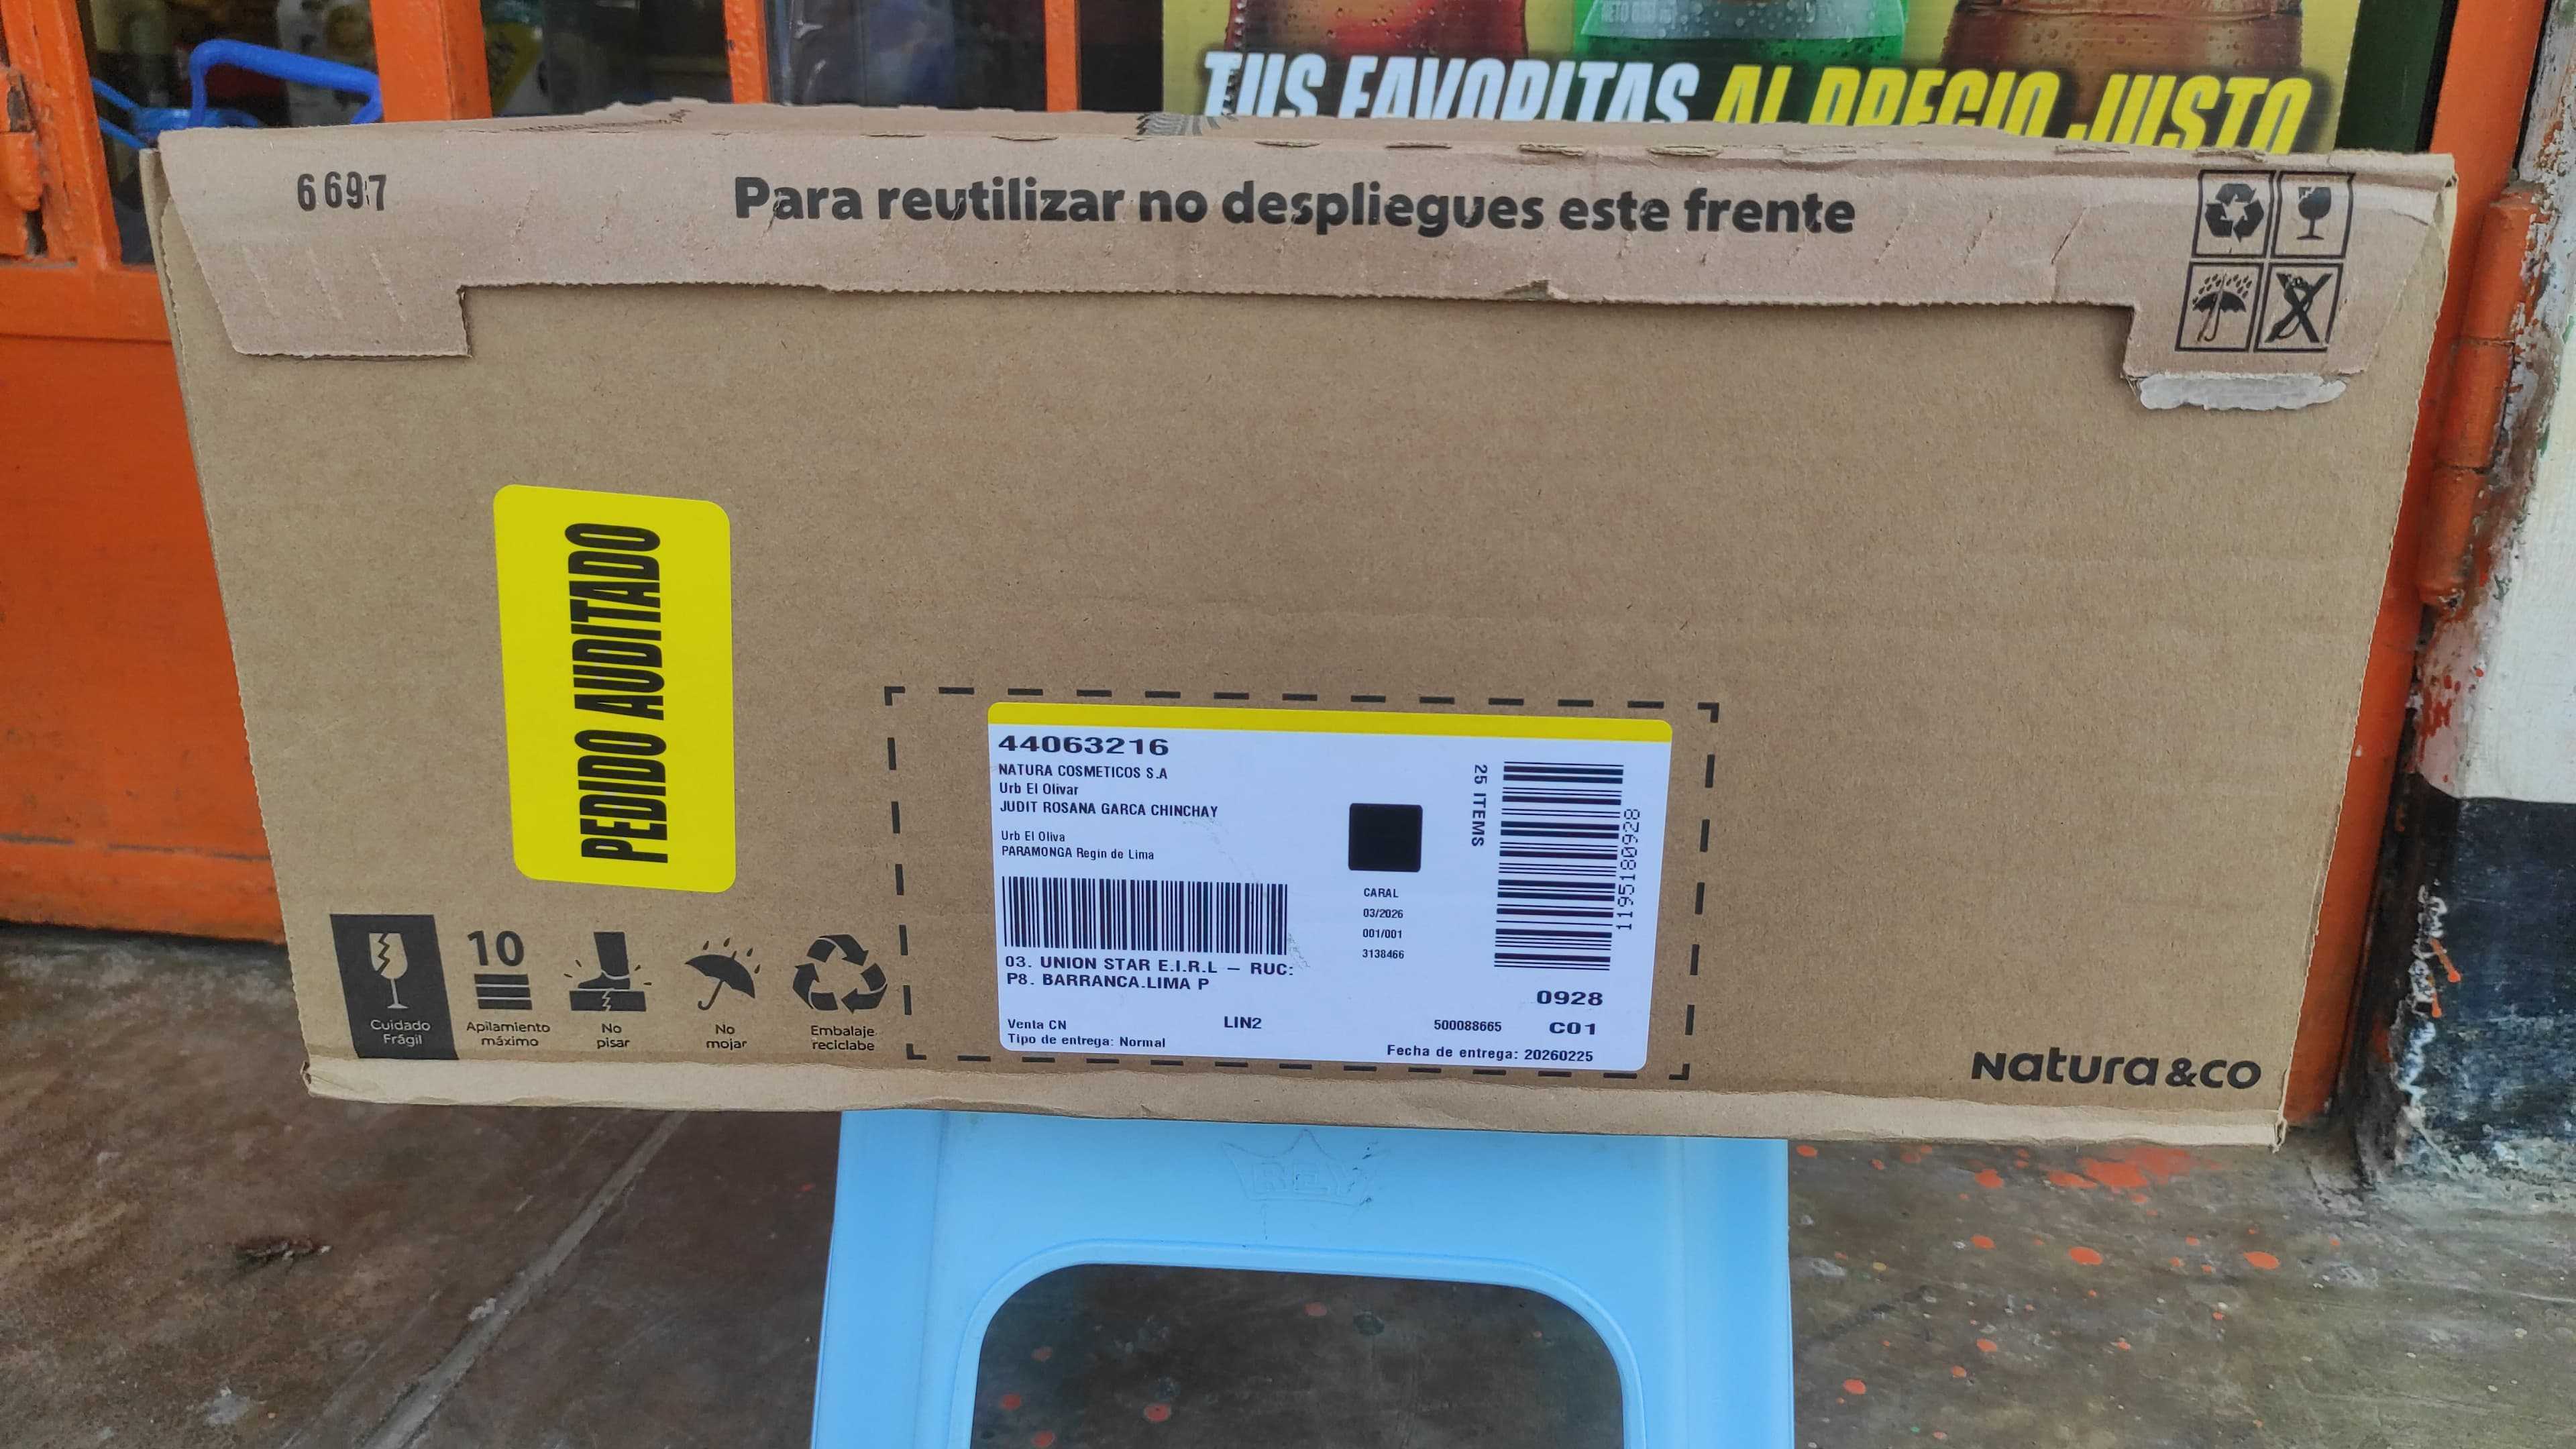 TUS FAVORITAS AL PRECIO JUSTO
6697
Para reutilizar no despliegues este frente
PEDIDO AUDITADO
44063216
NATURA COSMETICOS S.A
Urb El Olivar
JUDIT ROSANA GARCA CHINCHAY
Urb El Oliva
PARAMONGA Regin de Lima
25 ITEMS
1195180928
CARAL
03/2026
001/001
3138466
03. UNION STAR E.I.R.L – RUC:
P8. BARRANCA.LIMA P
0928
Venta CN
LIN2
500088665
C01
Tipo de entrega: Normal
Fecha de entrega: 20260225
10
Cuidado
Frágil
Apilamiento
máximo
No
pisar
No
mojar
Embalaje
reciclabe
Natura &co
REY